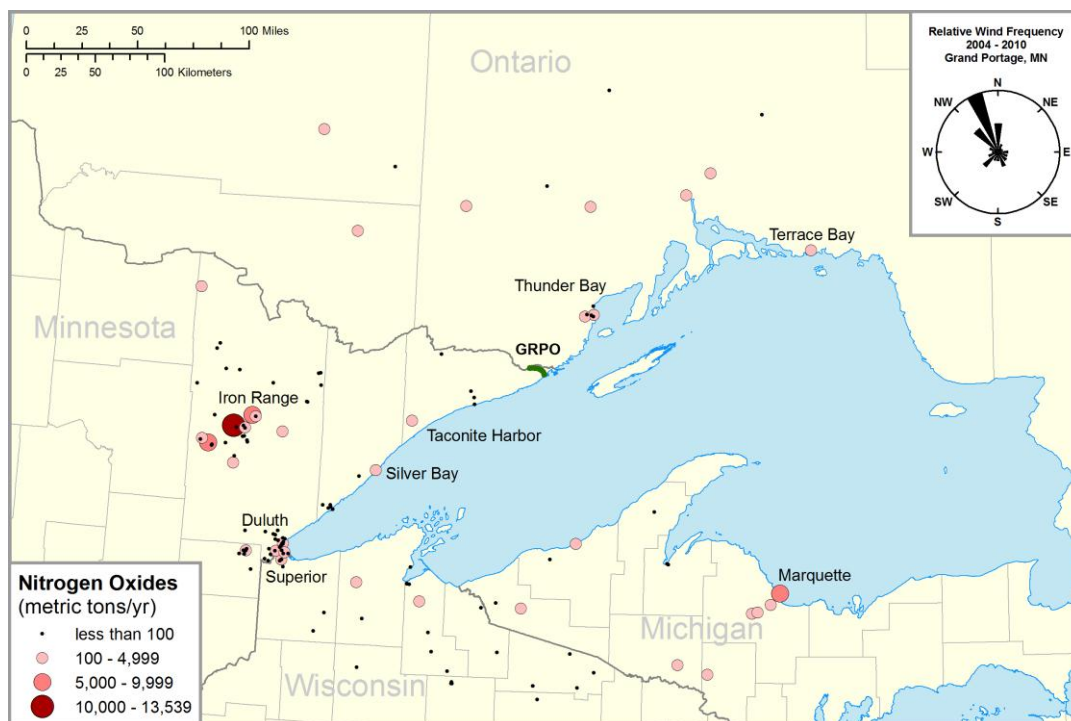 0 25 50 100 Miles
0 25 50 100 Kilometers
Ontario
Relative Wind Frequency
2004 - 2010
Grand Portage, MN
N
NW
NE
W
E
SW
SE
S
Terrace Bay
Thunder Bay
Minnesota
GRPO
Iron Range
Taconite Harbor
Silver Bay
Duluth
Superior
Marquette
Michigan
Wisconsin
Nitrogen Oxides
(metric tons/yr)
less than 100
100 - 4,999
5,000 - 9,999
10,000 - 13,539